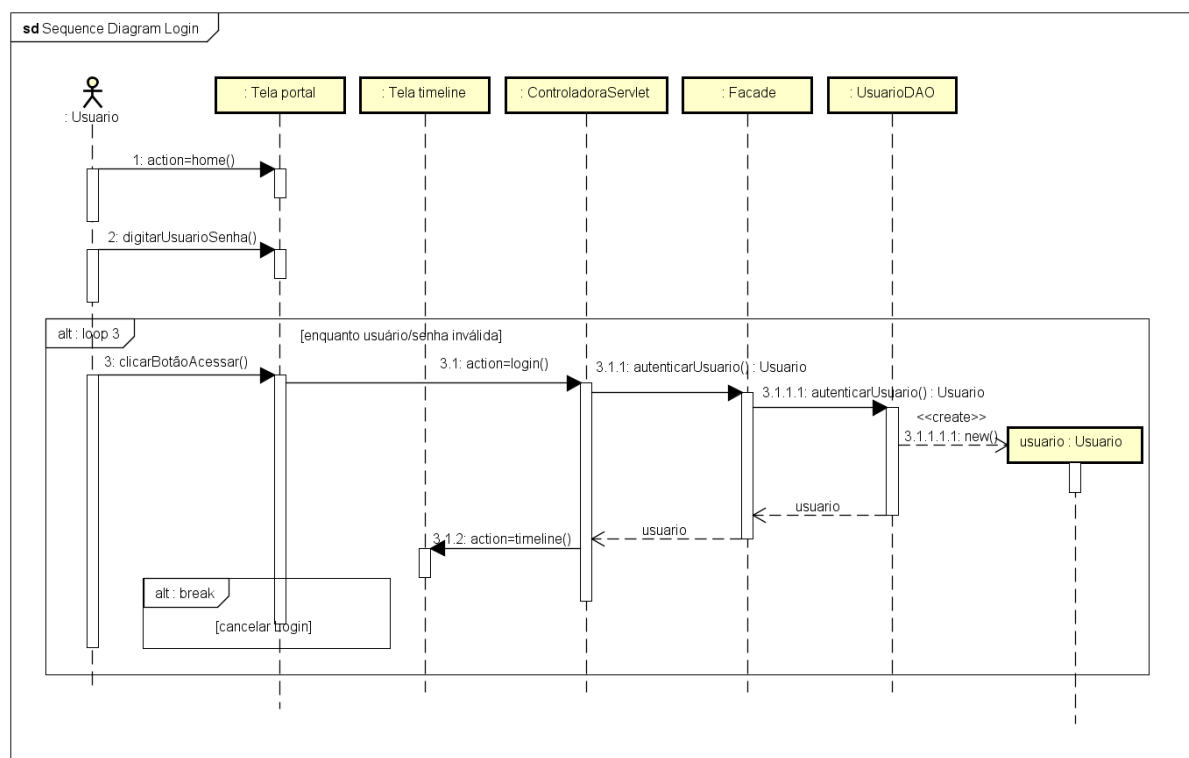 sd Sequence Diagram Login
: Usuario
: Tela portal
: Tela timeline
: ControladoraServlet
: Facade
: UsuarioDAO
1: action=home()
2: digitarUsuarioSenha()
alt : loop 3
[enquanto usuário/senha inválida]
3: clicarBotãoAcessar()
3.1: action=login()
3.1.1: autenticarUsuario() : Usuario
3.1.1.1: autenticarUsuario() : Usuario
<<create>>
3.1.1.1.1: new()
usuario : Usuario
usuario
usuario
3.1.2: action=timeline()
alt : break
[cancelar Login]